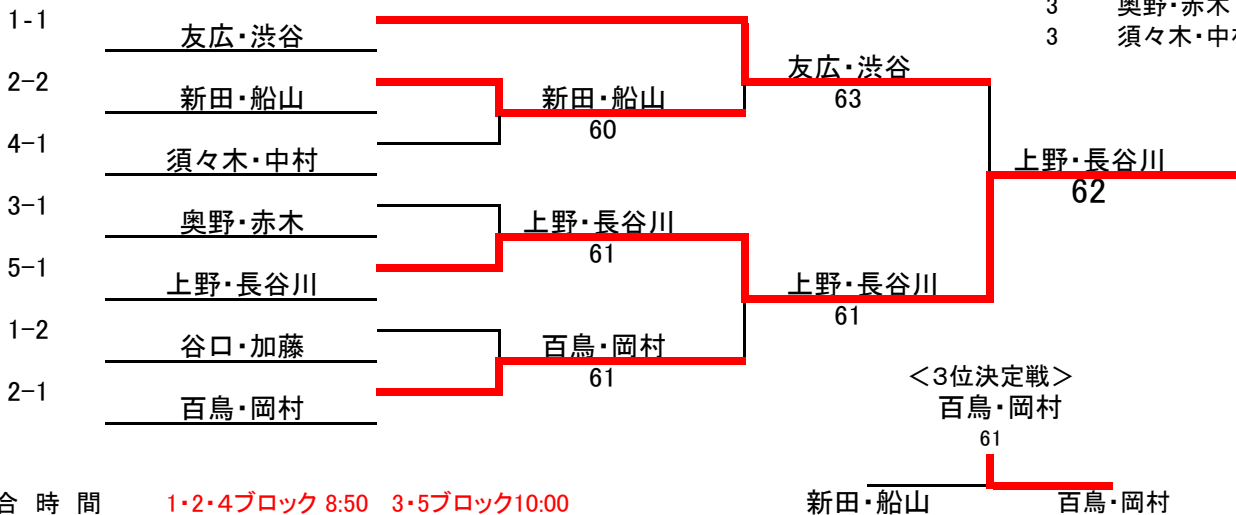 3 奥野・赤木
1-1
友広・渋谷
3 須々木・中
2-2
新田・船山
新田・船山
60
友広・渋谷
63
4-1
須々木・中村
上野・長谷川
62
3-1
奥野・赤木
上野・長谷川
61
5-1
上野・長谷川
上野・長谷川
61
1-2
谷口・加藤
百鳥・岡村
61
2-1
百鳥・岡村
＜3位決定戦＞
百鳥・岡村
61
新田・船山 百鳥・岡村
合 時 間 1・2・4ブロック 8:50 3・5ブロック10:00